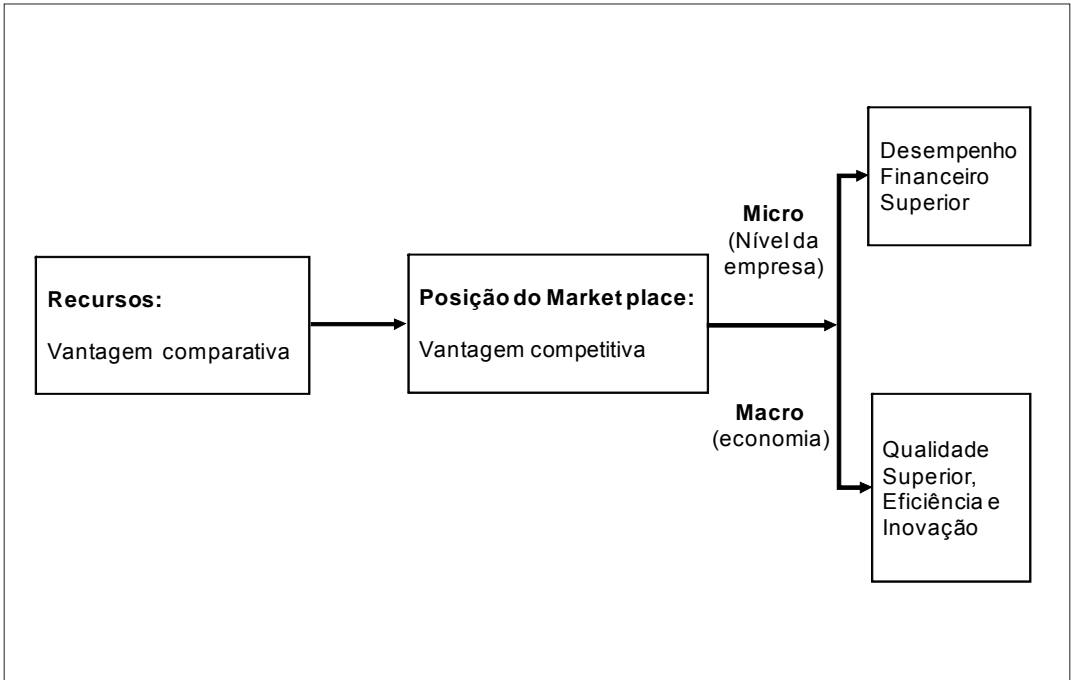 Recursos:
Vantagem comparativa
Posição do Market place:
Vantagem competitiva
Micro
(Nível da
empresa)
Macro
(economia)
Desempenho
Financeiro
Superior
Qualidade
Superior,
Eficiência e
Inovação